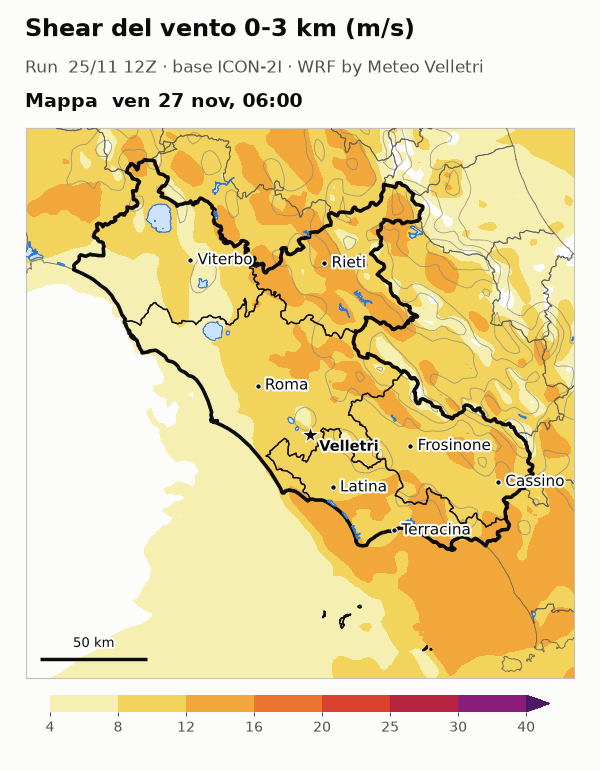 Shear del vento 0-3 km (m/s)
Run  25/11 12Z · base ICON-2I · WRF by Meteo Velletri
Mappa  ven 27 nov, 06:00
Viterbo
Rieti
Roma
Velletri
Frosinone
Latina
Cassino
Terracina
50 km
4 8 12 16 20 25 30 40